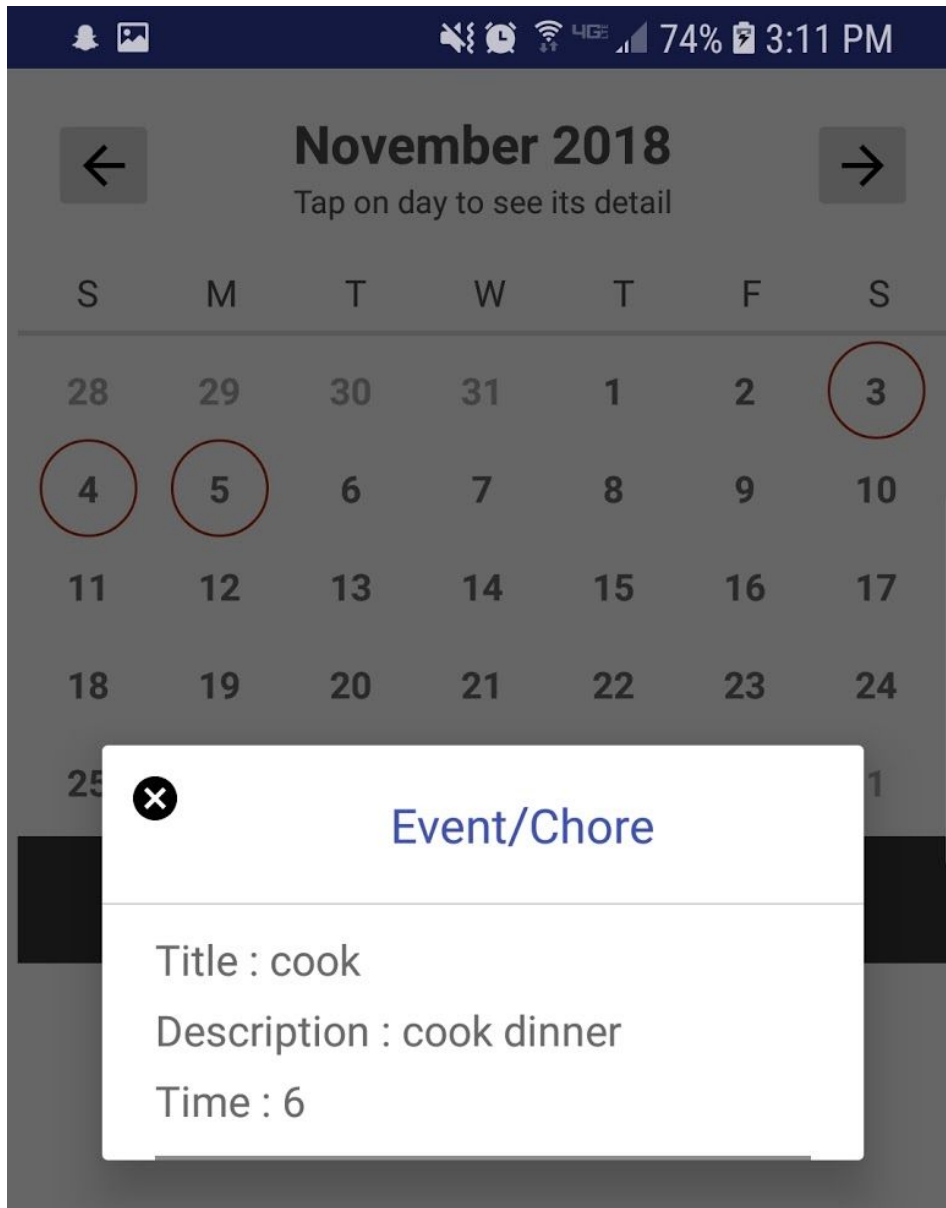 4GE 74% 3:11 PM
November 2018
Tap on day to see its detail
S M T W T F S
28 29 30 31 1 2 3
4 5 6 7 8 9 10
11 12 13 14 15 16 17
18 19 20 21 22 23 24
25 1
Event/Chore
Title : cook
Description : cook dinner
Time : 6